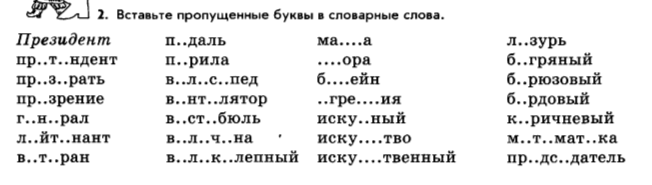 2. Вставьте пропущенные буквы в словарные слова.
Президент п..даль ма....а л..зурь
пр..т..ндент п..рила ....ора б..гряный
пр..з..рать в..л..с..пед б....ейн б..рюзовый
пр..зрение в..нт..лятор ..гре....ия б..рдовый
г..н..рал в..ст..бюль иску..ный к..ричневый
л..йт..нант в..л..ч..на иску....тво м..т..мат..ка
в..т..ран в..л..к..лепный иску....твенный пр..дс..датель